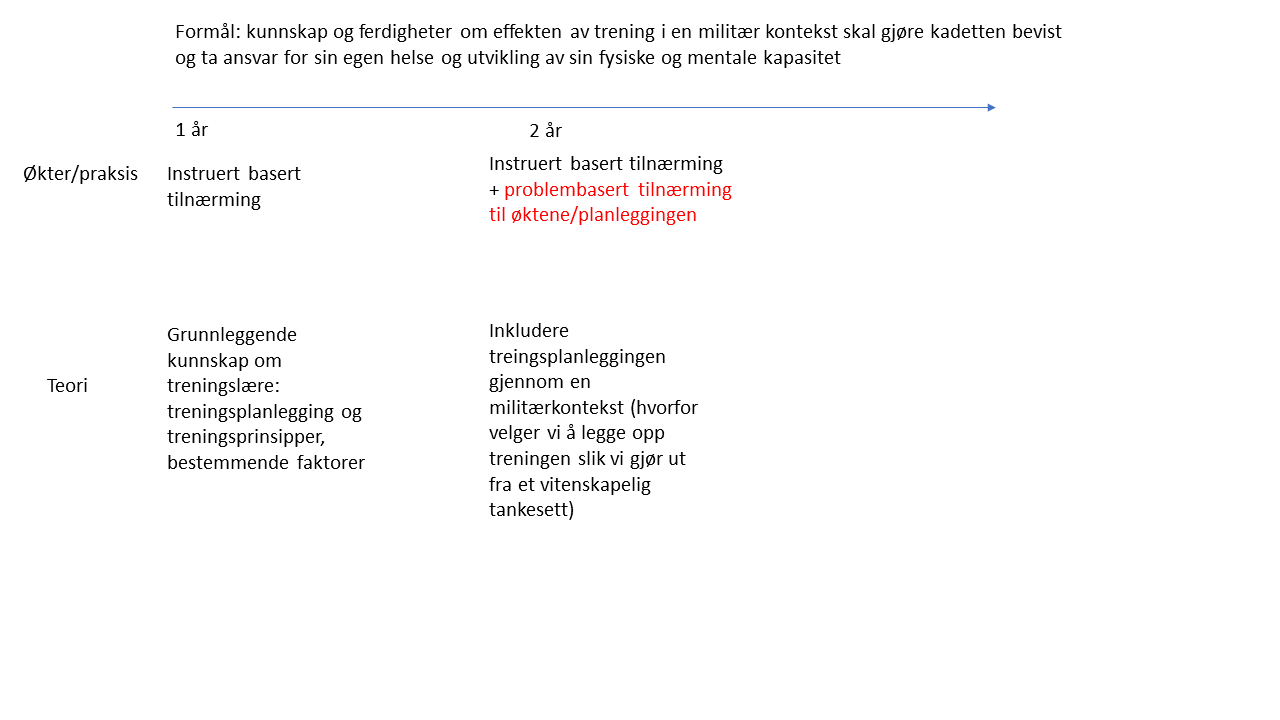 Formål: kunnskap og ferdigheter om effekten av trening i en militær kontekst skal gjøre kadetten bevist
og ta ansvar for sin egen helse og utvikling av sin fysiske og mentale kapasitet
1 år
2 år
Økter/praksis
Instruert basert
tilnærming
Instruert basert tilnærming
+ problembasert tilnærming
til øktene/planleggingen
Teori
Grunnleggende
kunnskap om
treningslære:
treningsplanlegging og
treningsprinsipper,
bestemmende faktorer
Inkludere
treingsplanleggingen
gjennom en
militærkontekst (hvorfor
velger vi å legge opp
treningen slik vi gjør ut
fra et vitenskapelig
tankesett)